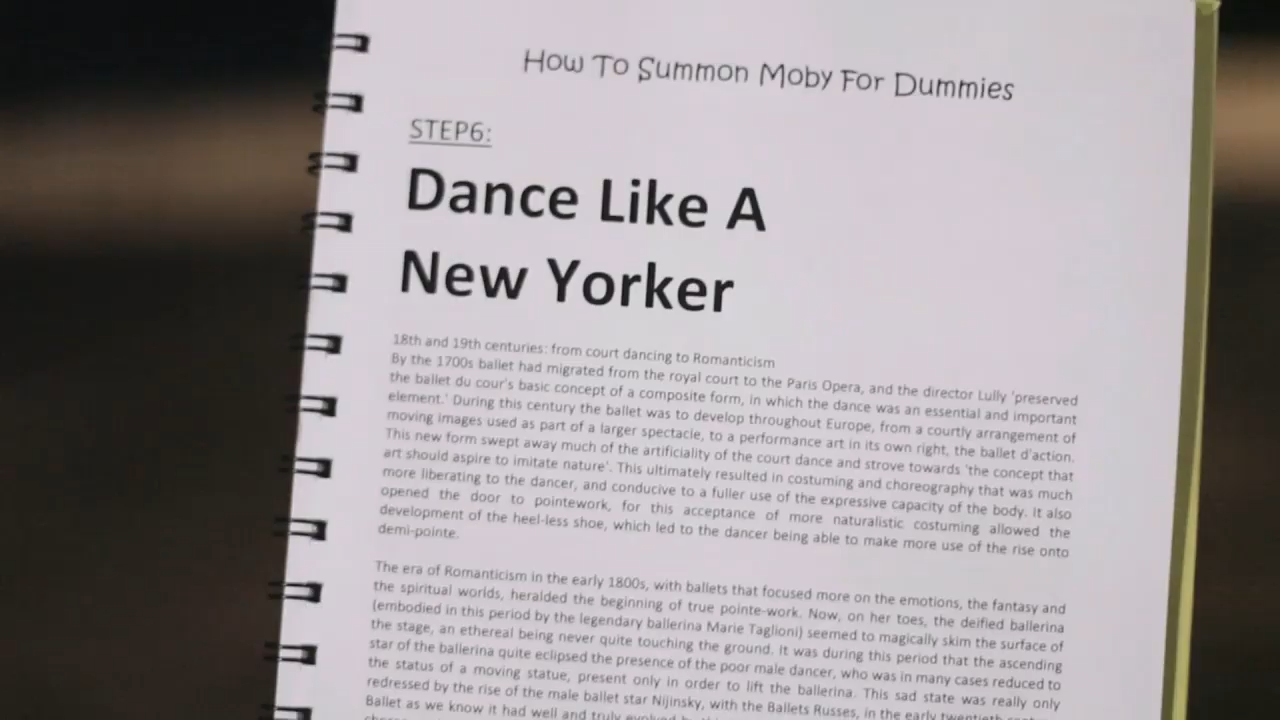 How To Summon Moby For Dummies
STEP6:
Dance Like A
New Yorker
18th and 19th centuries: from court dancing to Romanticism
By the 1700s ballet had migrated from the royal court to the Paris Opera, and the director Lully 'preserved
the ballet du cour's basic concept of a composite form, in which the dance was an essential and important
element.' During this century the ballet was to develop throughout Europe, from a courtly arrangement of
moving images used as part of a larger spectacle, to a performance art in its own right, the ballet d'action.
This new form swept away much of the artificiality of the court dance and strove towards 'the concept that
art should aspire to imitate nature'. This ultimately resulted in costuming and choreography that was much
more liberating to the dancer, and conducive to a fuller use of the expressive capacity of the body. It also
opened the door to pointework, for this acceptance of more naturalistic costuming allowed the
development of the heel-less shoe, which led to the dancer being able to make more use of the rise onto
demi-pointe.
The era of Romanticism in the early 1800s, with ballets that focused more on the emotions, the fantasy and
the spiritual worlds, heralded the beginning of true pointe-work. Now, on her toes, the deified ballerina
(embodied in this period by the legendary ballerina Marie Taglioni) seemed to magically skim the surface of
the stage, an ethereal being never quite touching the ground. It was during this period that the ascending
star of the ballerina quite eclipsed the presence of the poor male dancer, who was in many cases reduced to
the status of a moving statue, present only in order to lift the ballerina. This sad state was really only
redressed by the rise of the male ballet star Nijinsky, with the Ballets Russes, in the early twentieth
Ballet as we know it had well and truly evolved